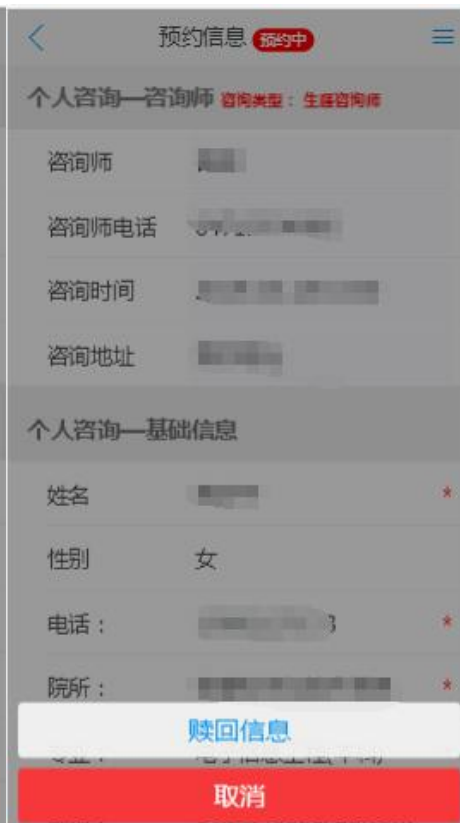 预约信息 预约中
个人咨询—咨询师 咨询类型： 生涯咨询师
咨询师
咨询师电话
咨询时间
咨询地址
个人咨询—基础信息
姓名 *
性别 女
电话： 3 *
院所： *
赎回信息
取消